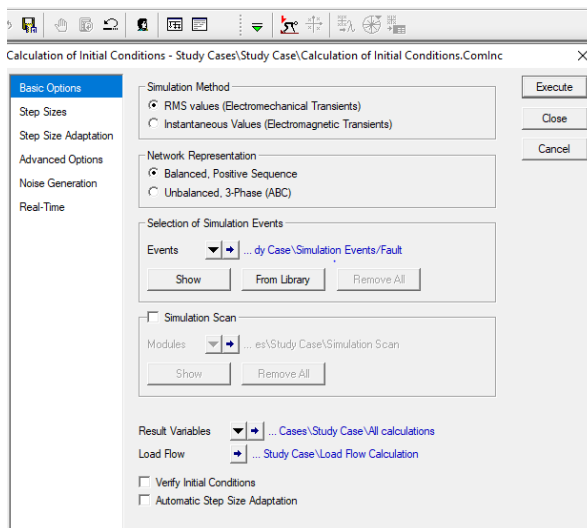 Calculation of Initial Conditions - Study Cases\Study Case\Calculation of Initial Conditions.ComInc
Basic Options
Step Sizes
Step Size Adaptation
Advanced Options
Noise Generation
Real-Time
Simulation Method
RMS values (Electromechanical Transients)
Instantaneous Values (Electromagnetic Transients)
Network Representation
Balanced, Positive Sequence
Unbalanced, 3-Phase (ABC)
Selection of Simulation Events
Events ... dy Case\Simulation Events/Fault
Show From Library Remove All
Simulation Scan
Modules ... es\Study Case\Simulation Scan
Show Remove All
Result Variables ... Cases\Study Case\All calculations
Load Flow ... Study Case\Load Flow Calculation
Verify Initial Conditions
Automatic Step Size Adaptation
Execute
Close
Cancel